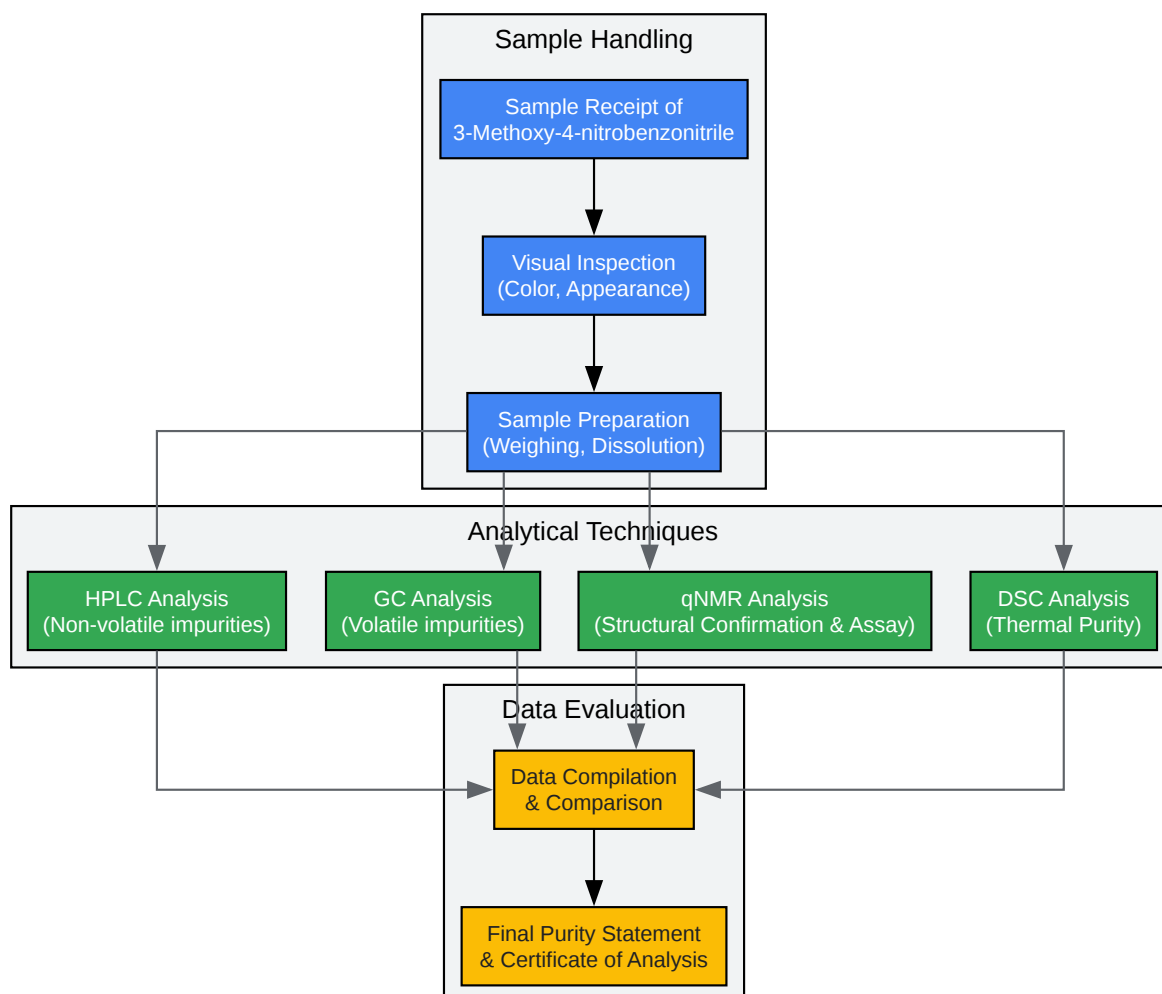 Sample Handling
Sample Receipt of
3-Methoxy-4-nitrobenzonitrile
Visual Inspection
(Color, Appearance)
Sample Preparation
(Weighing, Dissolution)
Analytical Techniques
HPLC Analysis
(Non-volatile impurities)
GC Analysis
(Volatile impurities)
qNMR Analysis
(Structural Confirmation & Assay)
DSC Analysis
(Thermal Purity)
Data Evaluation
Data Compilation
& Comparison
Final Purity Statement
& Certificate of Analysis